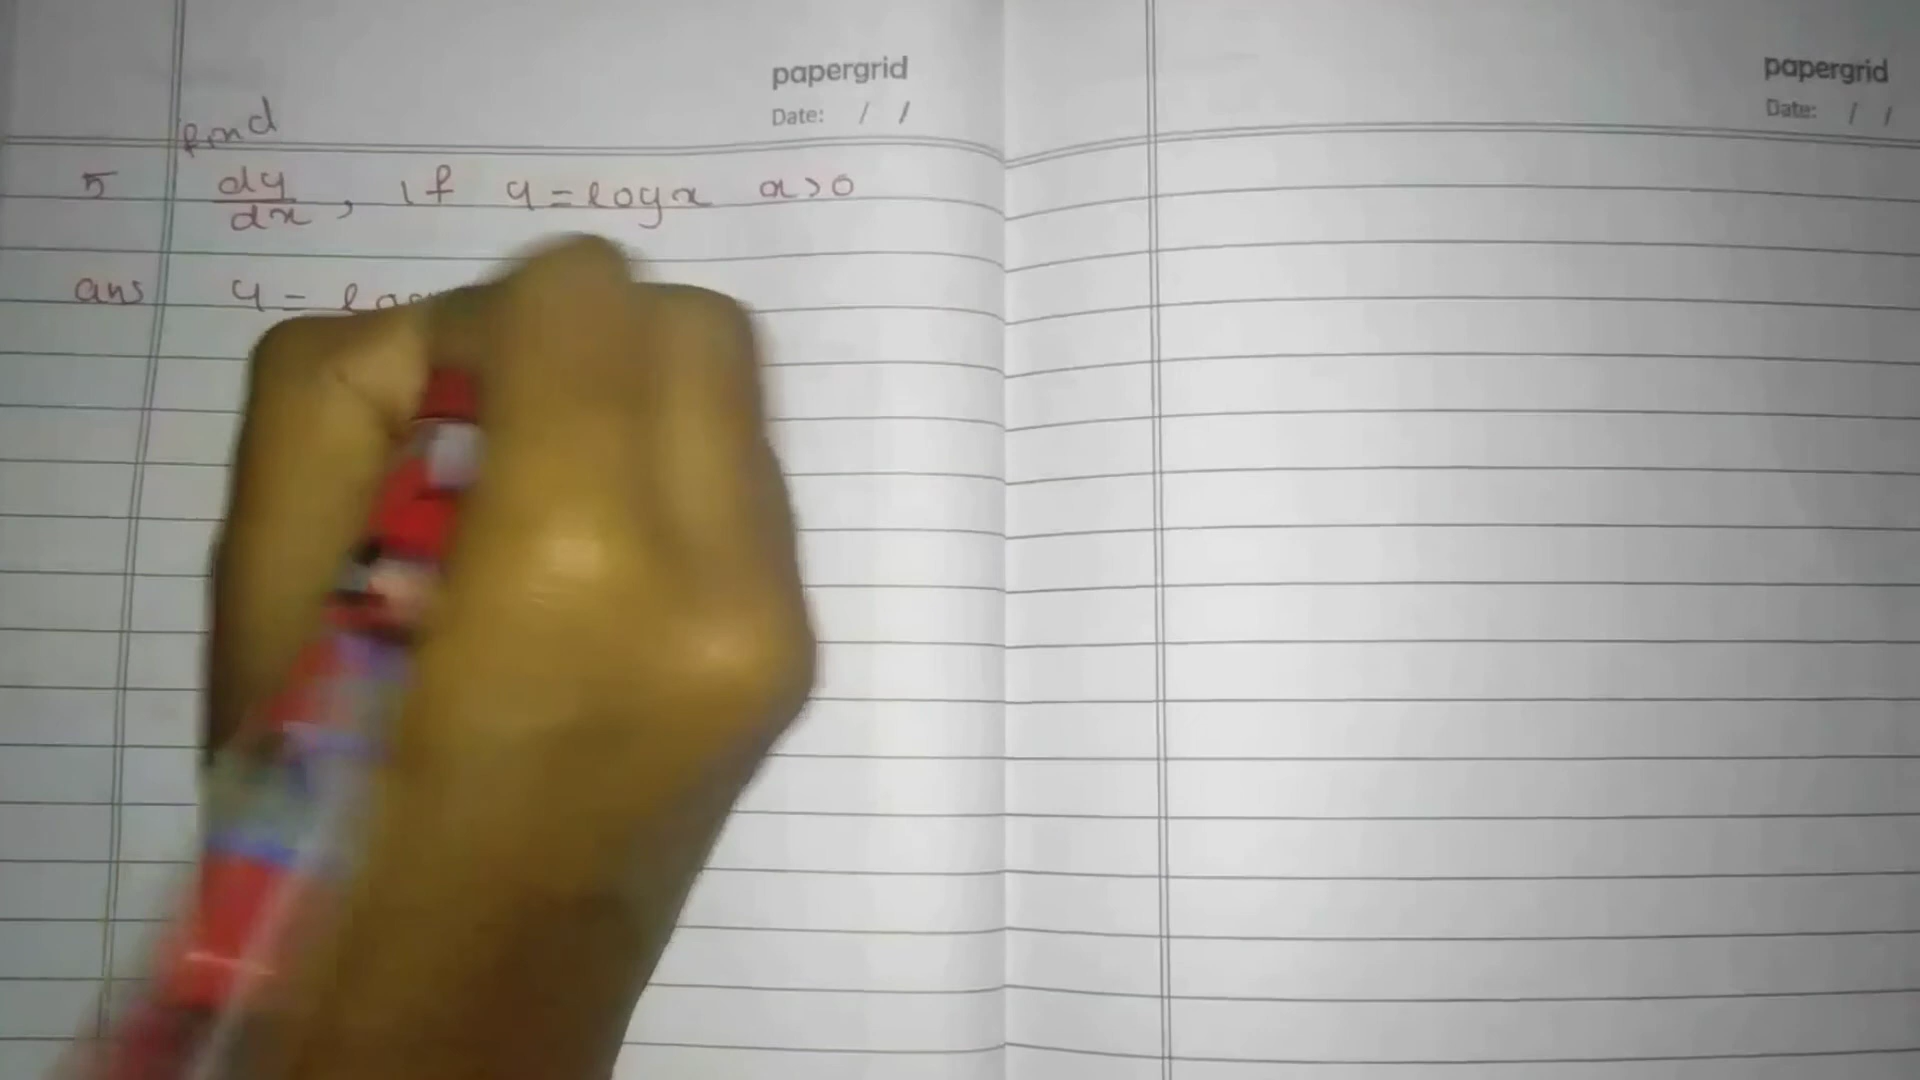 papergrid
Date: / /
find
5 dy/dx, if y = log x x>0
ans y =
papergrid
Date: / /